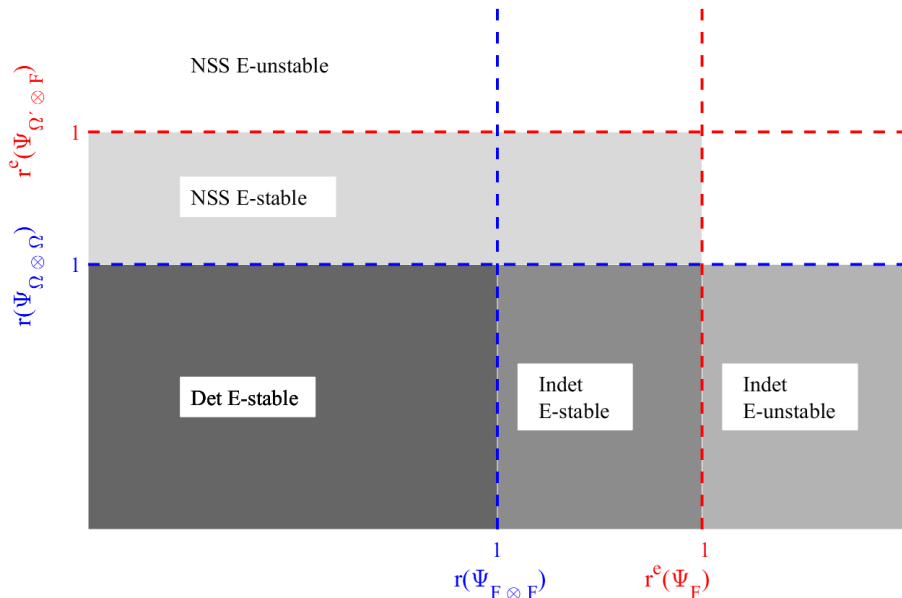 NSS E-unstable
r^e(Ψ_{Ω′ ⊗ F})
1
NSS E-stable
r(Ψ_{Ω ⊗ Ω})
1
Det E-stable
Indet
E-stable
Indet
E-unstable
1
1
r(Ψ_{F ⊗ F})
r^e(Ψ_F)